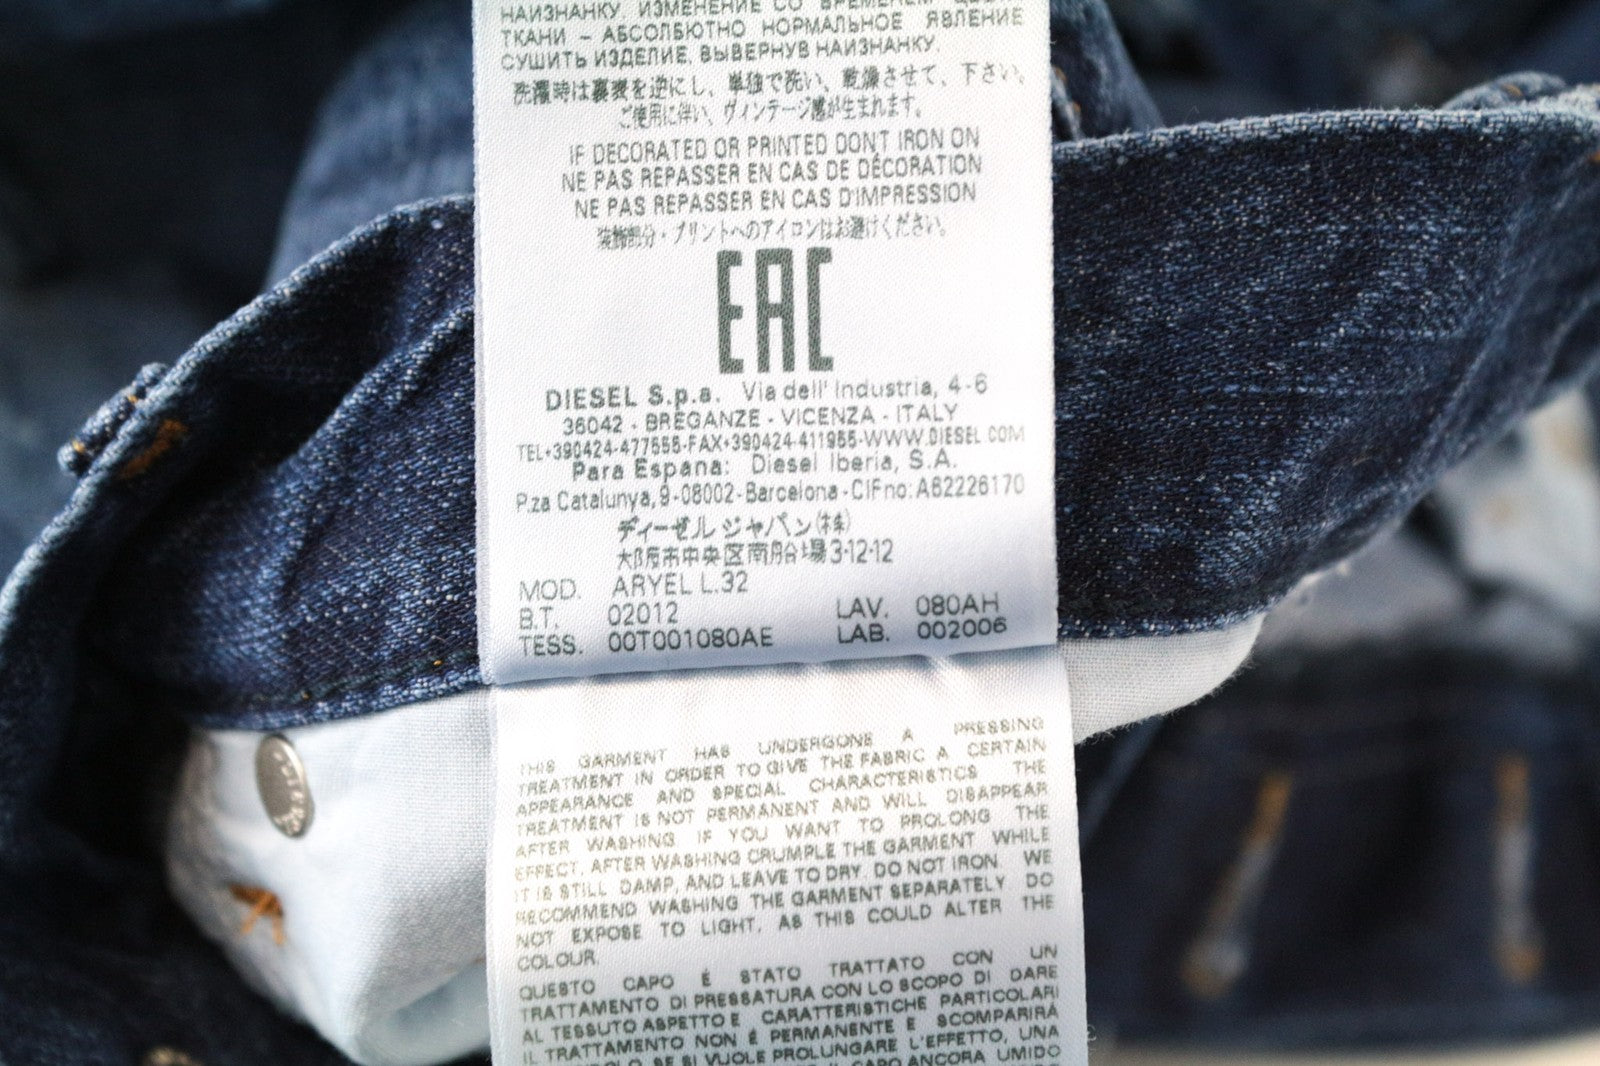 НАИЗНАНКУ. ИЗМЕНЕНИЕ СО ВРЕМЕНЕМ ЦВЕТА
ТКАНИ – АБСОЛЮТНО НОРМАЛЬНОЕ ЯВЛЕНИЕ
СУШИТЬ ИЗДЕЛИЕ, ВЫВЕРНУВ НАИЗНАНКУ.
洗濯時は裏表を逆にし、単独で洗い、乾燥させて、下さい。
ご使用に伴い、ヴィンテージ感が生まれます。
IF DECORATED OR PRINTED DONT IRON ON
NE PAS REPASSER EN CAS DE DÉCORATION
NE PAS REPASSER EN CAS D'IMPRESSION
装飾部分・プリントへのアイロンはお避けください。
EAC
DIESEL S.p.a. Via dell' Industria, 4-6
36042 - BREGANZE - VICENZA - ITALY
TEL+390424-477555-FAX+390424-411955-WWW.DIESEL.COM
Para Espana: Diesel Iberia, S.A.
P.za Catalunya, 9-08002-Barcelona-CIFno: A62226170
ディーゼル ジャパン(株)
大阪市中央区南船場3-12-12
MOD. ARYEL L.32
B.T. 02012 LAV. 080AH
TESS. 00T001080AE LAB. 002006
THIS GARMENT HAS UNDERGONE A PRESSING
TREATMENT IN ORDER TO GIVE THE FABRIC A CERTAIN
APPEARANCE AND SPECIAL CHARACTERISTICS THE
TREATMENT IS NOT PERMANENT AND WILL DISAPPEAR
AFTER WASHING IF YOU WANT TO PROLONG THE
EFFECT, AFTER WASHING CRUMPLE THE GARMENT WHILE
IT IS STILL DAMP, AND LEAVE TO DRY. DO NOT IRON. WE
RECOMMEND WASHING THE GARMENT SEPARATELY DO
NOT EXPOSE TO LIGHT, AS THIS COULD ALTER THE
COLOUR.
QUESTO CAPO É STATO TRATTATO CON UN
TRATTAMENTO DI PRESSATURA CON LO SCOPO DI DARE
AL TESSUTO ASPETTO E CARATTERISTICHE PARTICOLARI
IL TRATTAMENTO NON É PERMANENTE E SCOMPARIRÀ
SE SI VUOLE PROLUNGARE L'EFFETTO, UNA
IL CAPO ANCORA UMIDO